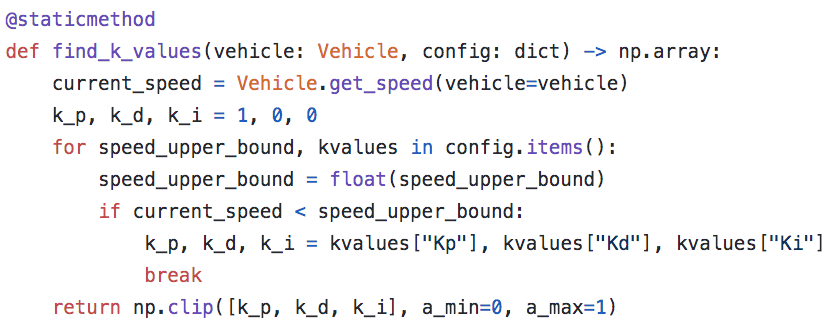 @staticmethod
def find_k_values(vehicle: Vehicle, config: dict) -> np.array:
    current_speed = Vehicle.get_speed(vehicle=vehicle)
    k_p, k_d, k_i = 1, 0, 0
    for speed_upper_bound, kvalues in config.items():
        speed_upper_bound = float(speed_upper_bound)
        if current_speed < speed_upper_bound:
            k_p, k_d, k_i = kvalues["Kp"], kvalues["Kd"], kvalues["Ki"]
            break
    return np.clip([k_p, k_d, k_i], a_min=0, a_max=1)